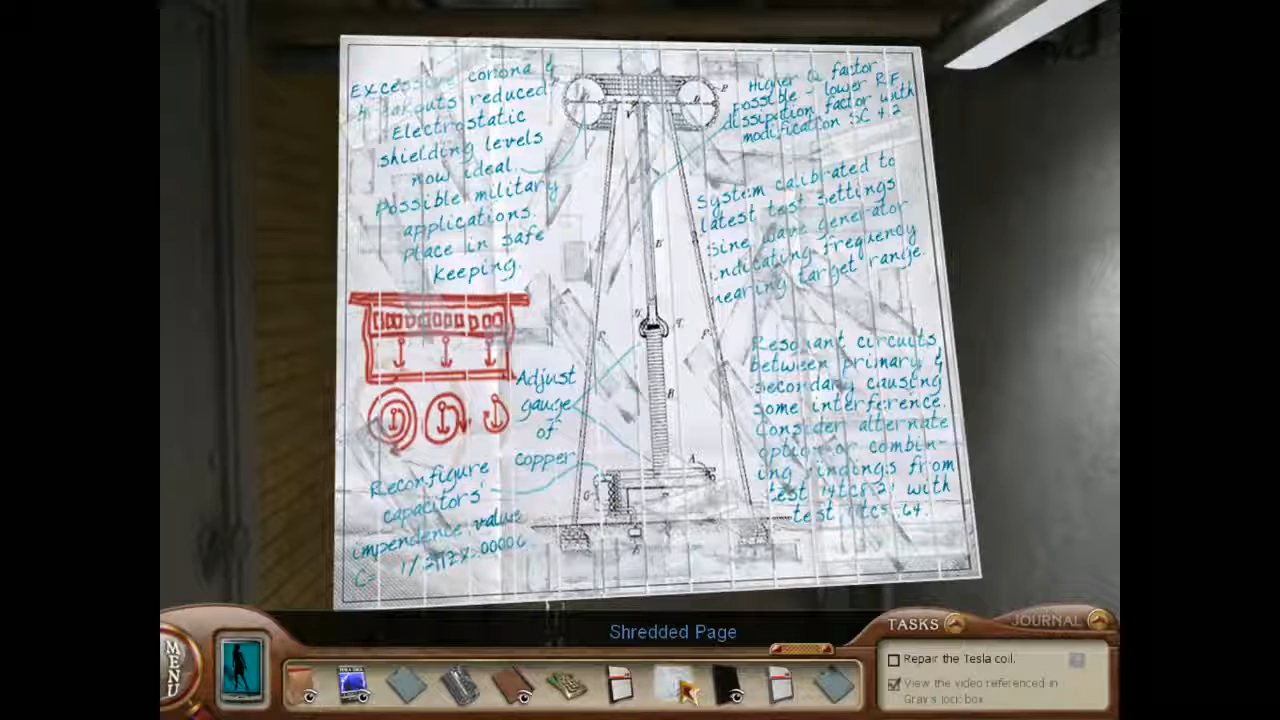 Excessive corona &
breakouts reduced
Electrostatic
shielding levels
now ideal.
Possible military
applications.
Place in safe
keeping.
Higher Q factor
possible - lower R.F.
dissipation factor with
modification SC 4.2
System calibrated to
latest test settings
sine wave generator
indicating frequency
nearing target range.
Resonant circuits
between primary &
secondary causing
some interference.
Consider alternate
option or combin-
ing findings from
test with
test
Adjust
gauge
of
copper
Reconfigure
capacitors'
impendence value
C=
Shredded Page
MENU
TASKS
JOURNAL
Repair the Tesla coil.
View the video referenced in
Gray's lock box